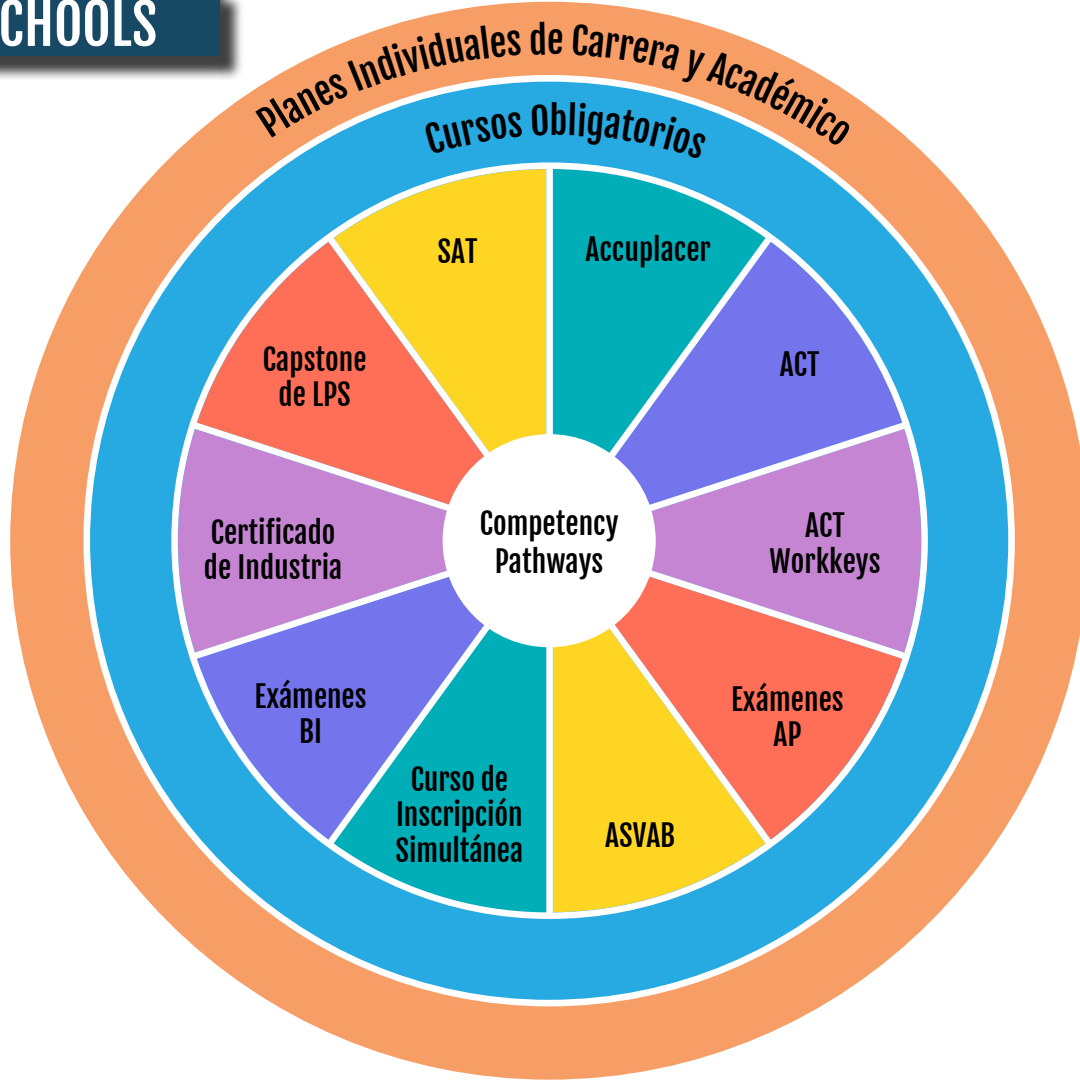 CHOOLS
Planes Individuales de Carrera y Académico
Cursos Obligatorios
SAT
Accuplacer
Capstone
de LPS
ACT
Certificado
de Industria
Competency
Pathways
ACT
Workkeys
Exámenes
BI
Exámenes
AP
Curso de
Inscripción
Simultánea
ASVAB